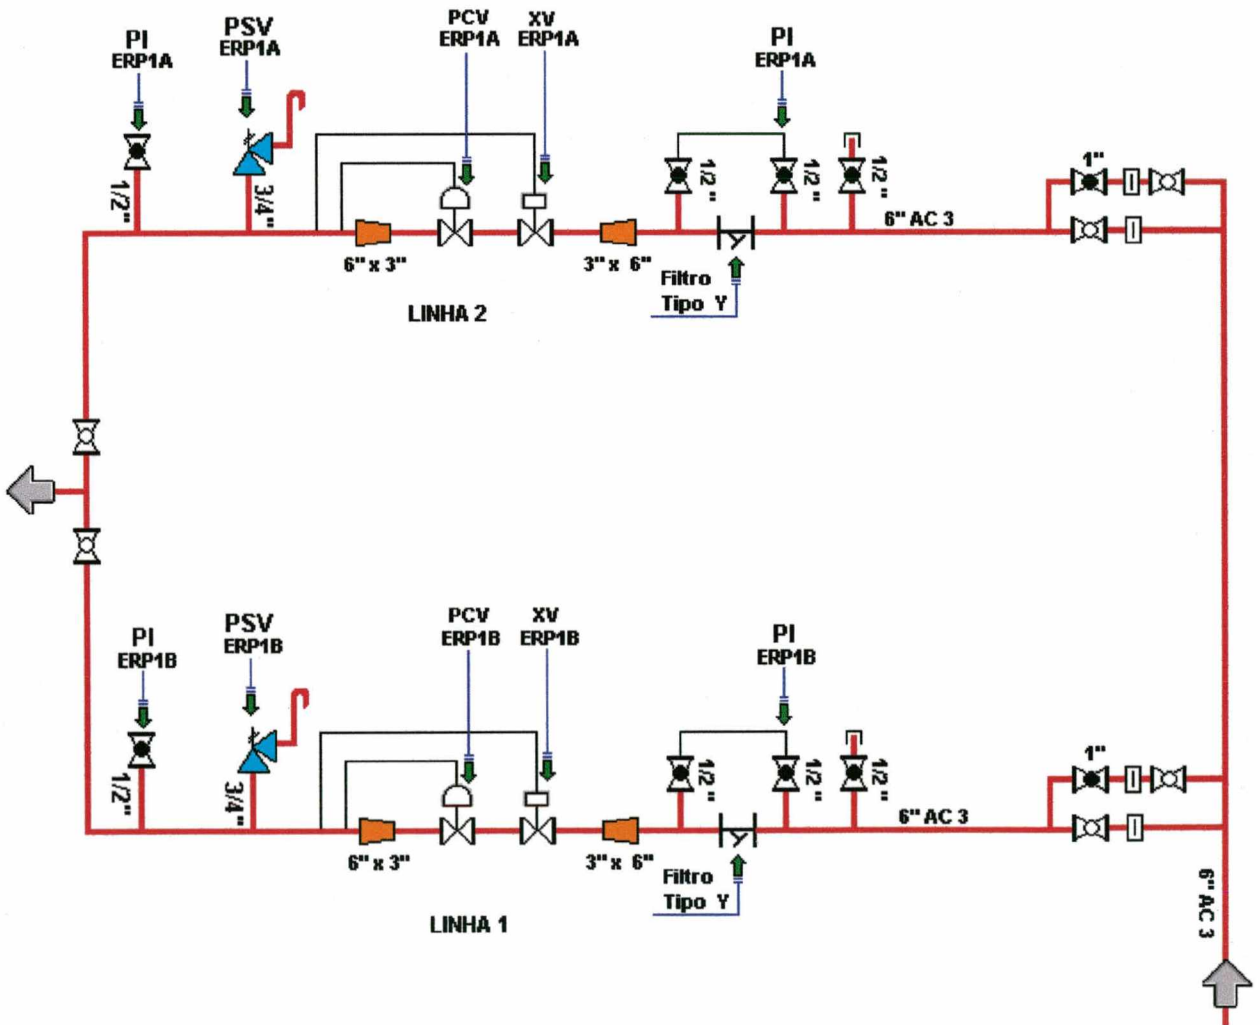 PI
ERP1A
PSV
ERP1A
PCV
ERP1A
XV
ERP1A
PI
ERP1A
1/2"
3/4"
1/2"
1/2"
1/2"
1"
6" AC 3
6" x 3"
3" x 6"
Filtro
Tipo Y
LINHA 2
PI
ERP1B
PSV
ERP1B
PCV
ERP1B
XV
ERP1B
PI
ERP1B
1/2"
3/4"
1/2"
1/2"
1/2"
1"
6" AC 3
6" x 3"
3" x 6"
Filtro
Tipo Y
6" AC 3
LINHA 1